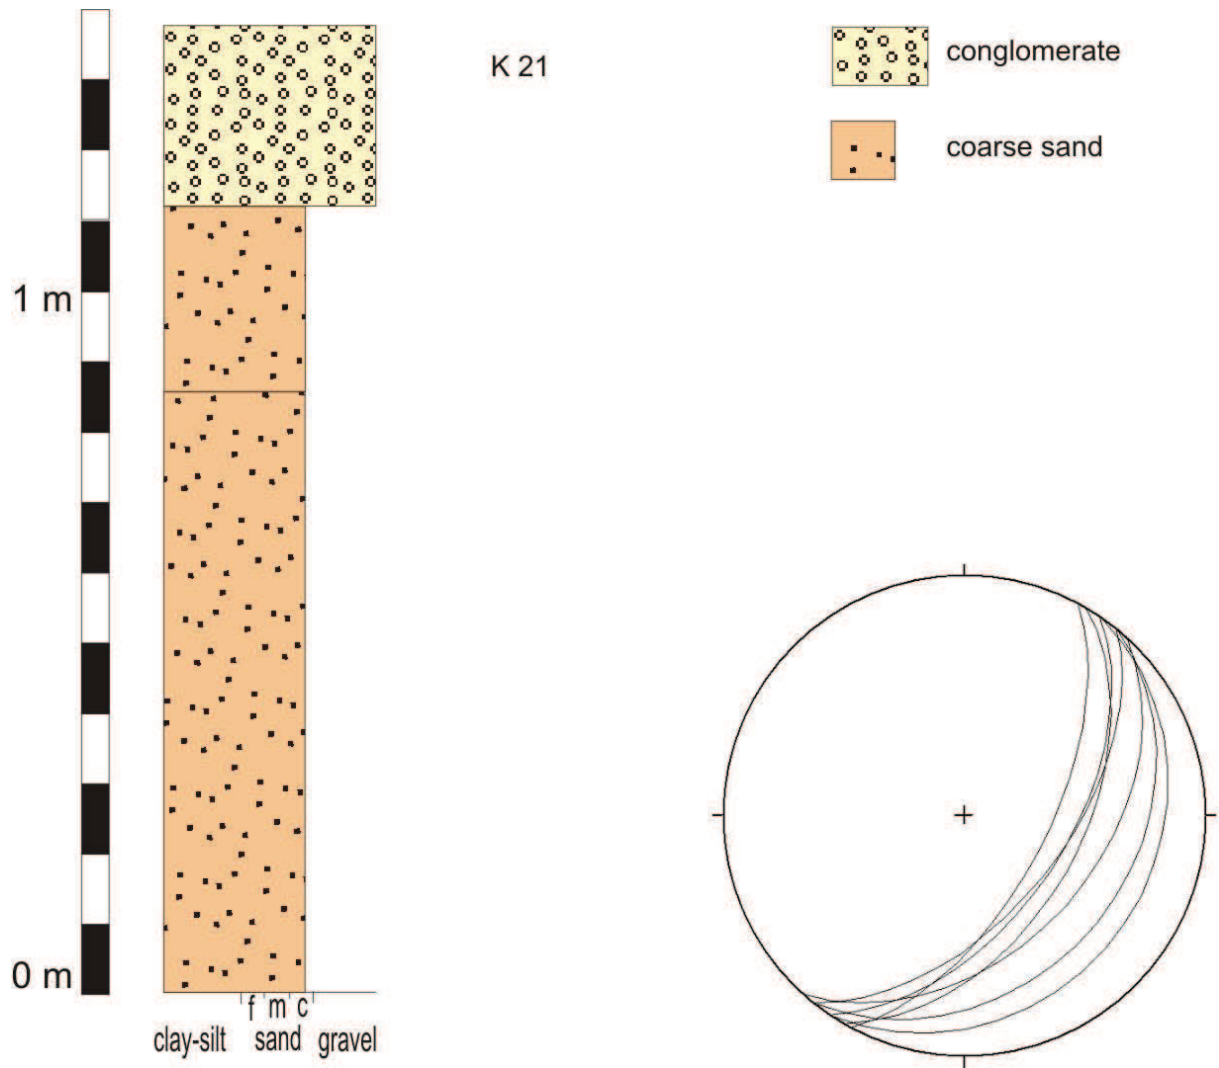 K 21
conglomerate
coarse sand
1 m
0 m
f m c
clay-silt sand gravel